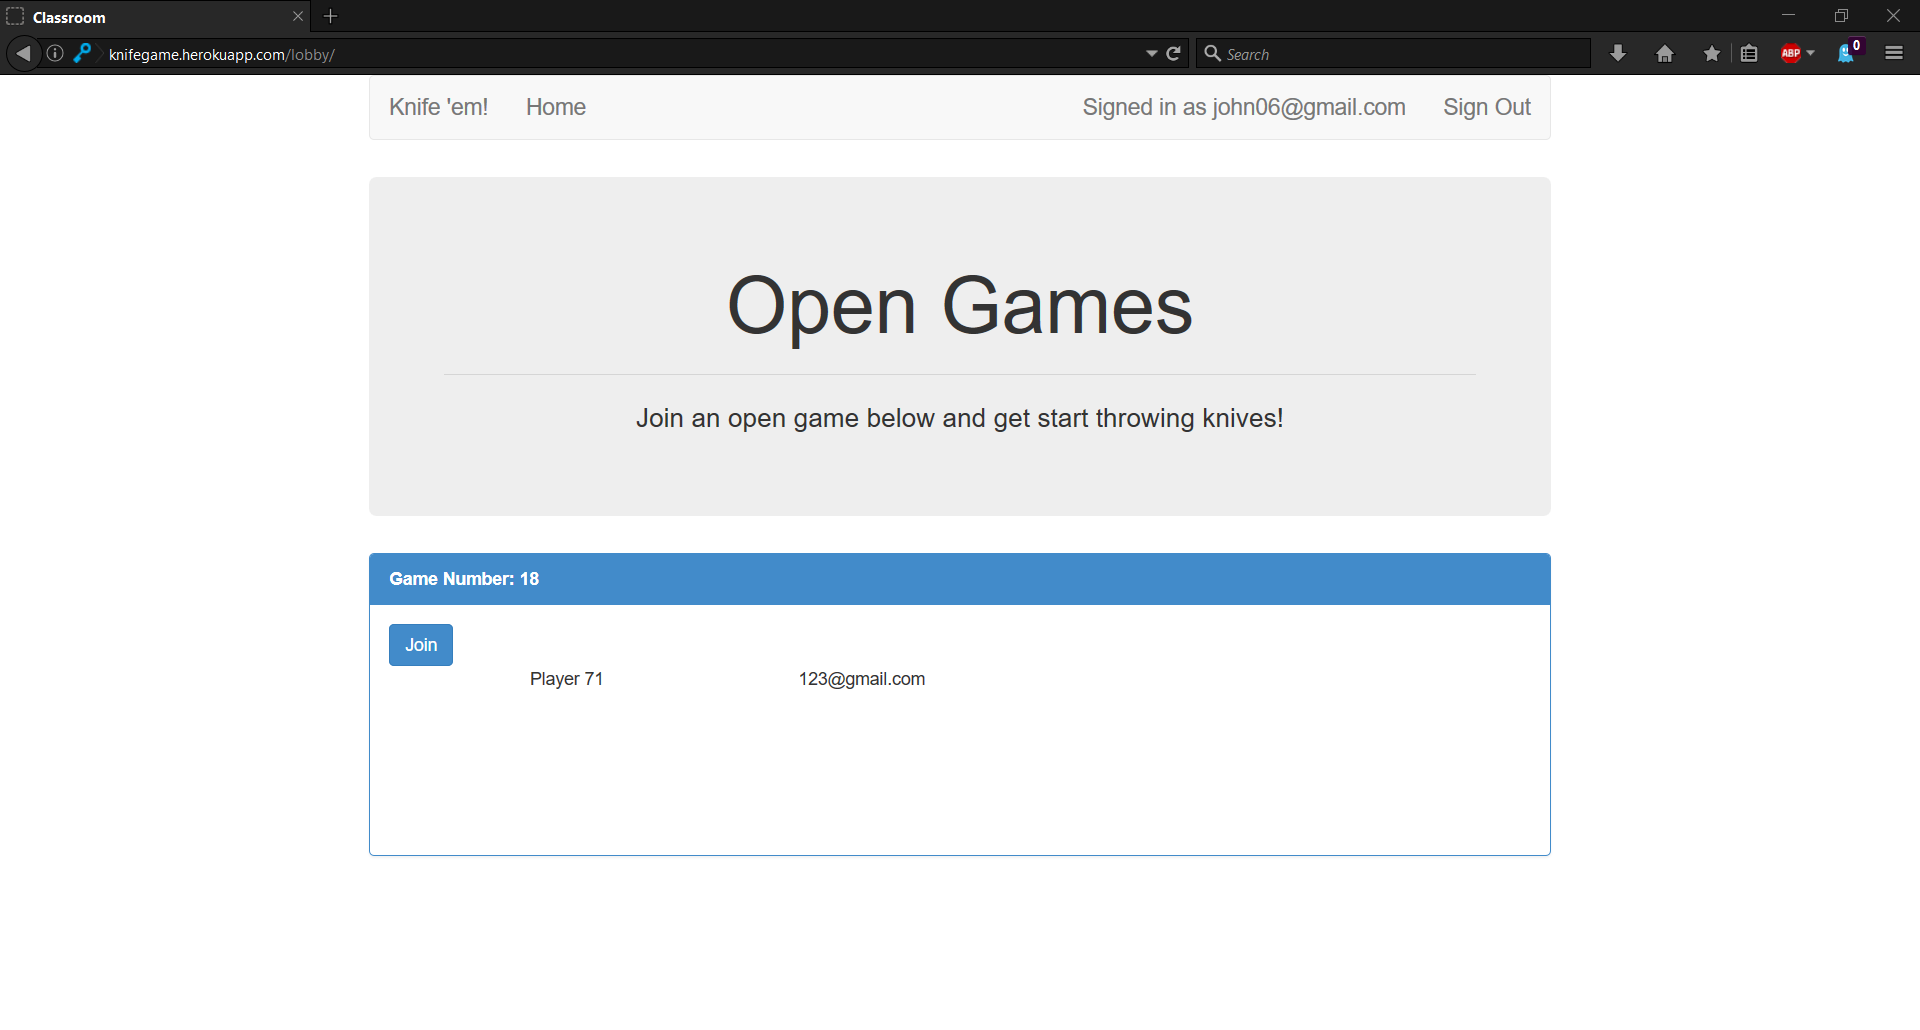 Classroom
knifegame.herokuapp.com/lobby/
Search
ABP
0
Knife 'em! Home Signed in as john06@gmail.com Sign Out
Open Games
Join an open game below and get start throwing knives!
Game Number: 18
Join
Player 71 123@gmail.com